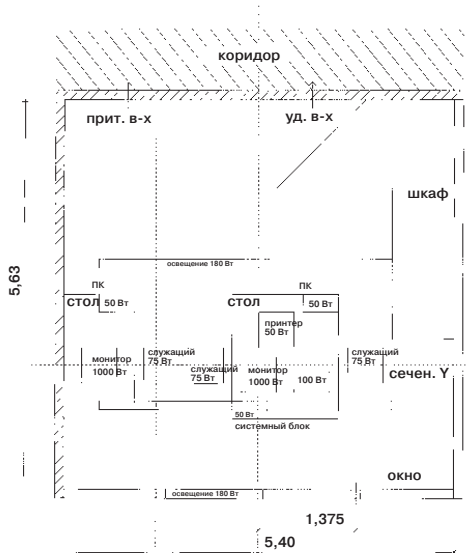 коридор
прит. в-х
уд. в-х
шкаф
5,63
освещение 180 Вт
ПК
ПК
стол
50 Вт
стол
50 Вт
принтер
50 Вт
монитор
1000 Вт
служащий
75 Вт
служащий
75 Вт
монитор
1000 Вт
100 Вт
служащий
75 Вт
сечен. Y
50 Вт
системный блок
окно
освещение 180 Вт
1,375
5,40